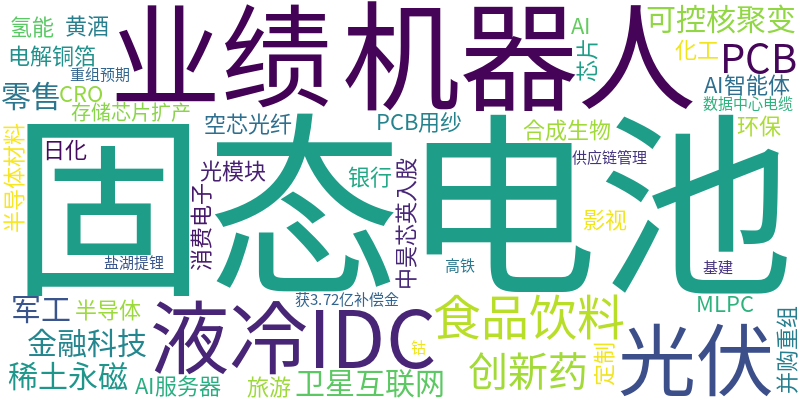 氢能
黄酒
业绩
机器人
AI
芯片
可控核聚变
电解铜箔
化工
PCB
重组预期
零售
CRO
AI智能体
存储芯片扩产
数据中心电缆
半导体材料
空芯光纤
PCB用纱
合成生物
环保
固态电池
日化
光模块
银行
供应链管理
消费电子
中昊芯英入股
影视
盐湖提锂
高铁
基建
军工
半导体
获3.72亿补偿金
液冷IDC
食品饮料
MLPC
光伏
并购重组
金融科技
钴
创新药
定制
稀土永磁
AI服务器
旅游
卫星互联网